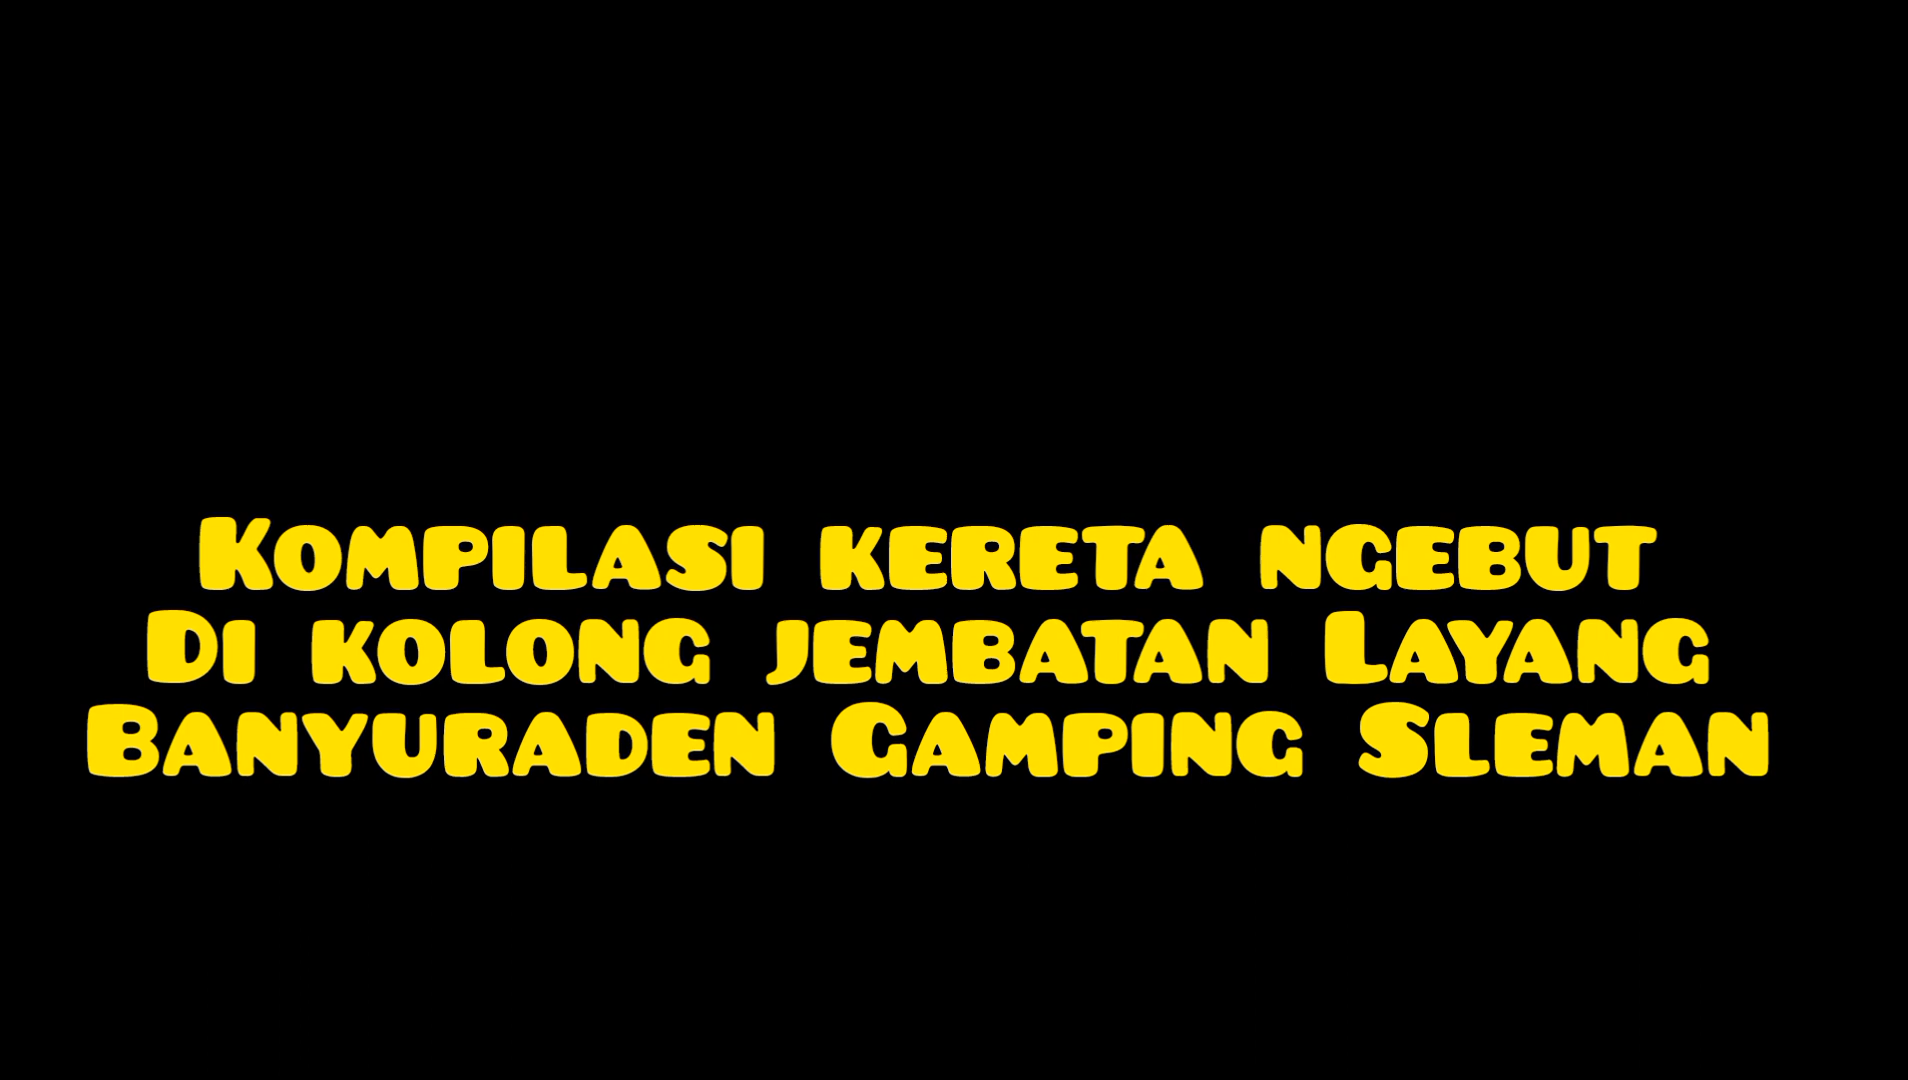 Kompilasi kereta ngebut
Di kolong jembatan Layang
Banyuraden Gamping Sleman